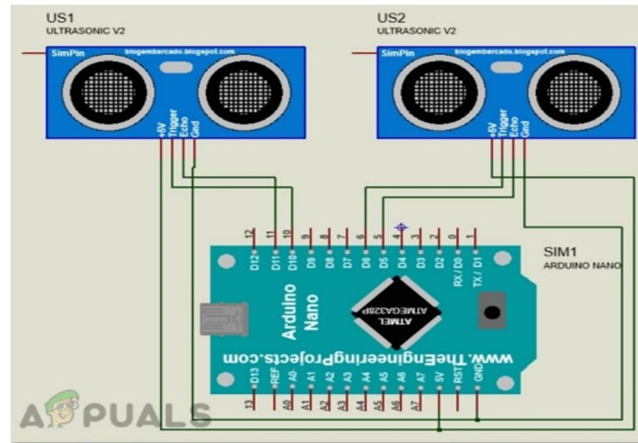 US1
ULTRASONIC V2
US2
ULTRASONIC V2
SimPin
blogembarcado.blogspot.com
SimPin
blogembarcado.blogspot.com
+5V
Trigger
Echo
Gnd
+5V
Trigger
Echo
Gnd
12
11
10
9
8
7
6
5
4
3
2
0
1
D12
D11
D10
D9
D8
D7
D6
D5
D4
D3
D2
RX / D0
TX / D1
SIM1
ARDUINO NANO
Arduino
Nano
ATMEL
ATMEGA328P
www.TheEngineeringProjects.com
D13
REF
A0
A1
A2
A3
A4
A5
A6
A7
5V
RST
GND
13
A0
A1
A2
A3
A4
A5
A6
A7
APPUALS